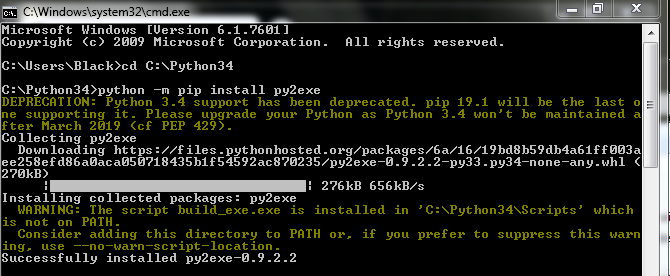 C:\Windows\system32\cmd.exe
Microsoft Windows [Version 6.1.7601]
Copyright (c) 2009 Microsoft Corporation.  All rights reserved.
C:\Users\Black>cd C:\Python34
C:\Python34>python -m pip install py2exe
DEPRECATION: Python 3.4 support has been deprecated. pip 19.1 will be the last o
ne supporting it. Please upgrade your Python as Python 3.4 won't be maintained a
fter March 2019 (cf PEP 429).
Collecting py2exe
  Downloading https://files.pythonhosted.org/packages/6a/16/19bd8b59db4a61ff003a
ee258efd86a0aca050718435b1f54592ac870235/py2exe-0.9.2.2-py33.py34-none-any.whl (
270kB)
    |████████████████████████████████| 276kB 656kB/s
Installing collected packages: py2exe
  WARNING: The script build_exe.exe is installed in 'C:\Python34\Scripts' which
is not on PATH.
  Consider adding this directory to PATH or, if you prefer to suppress this warn
ing, use --no-warn-script-location.
Successfully installed py2exe-0.9.2.2